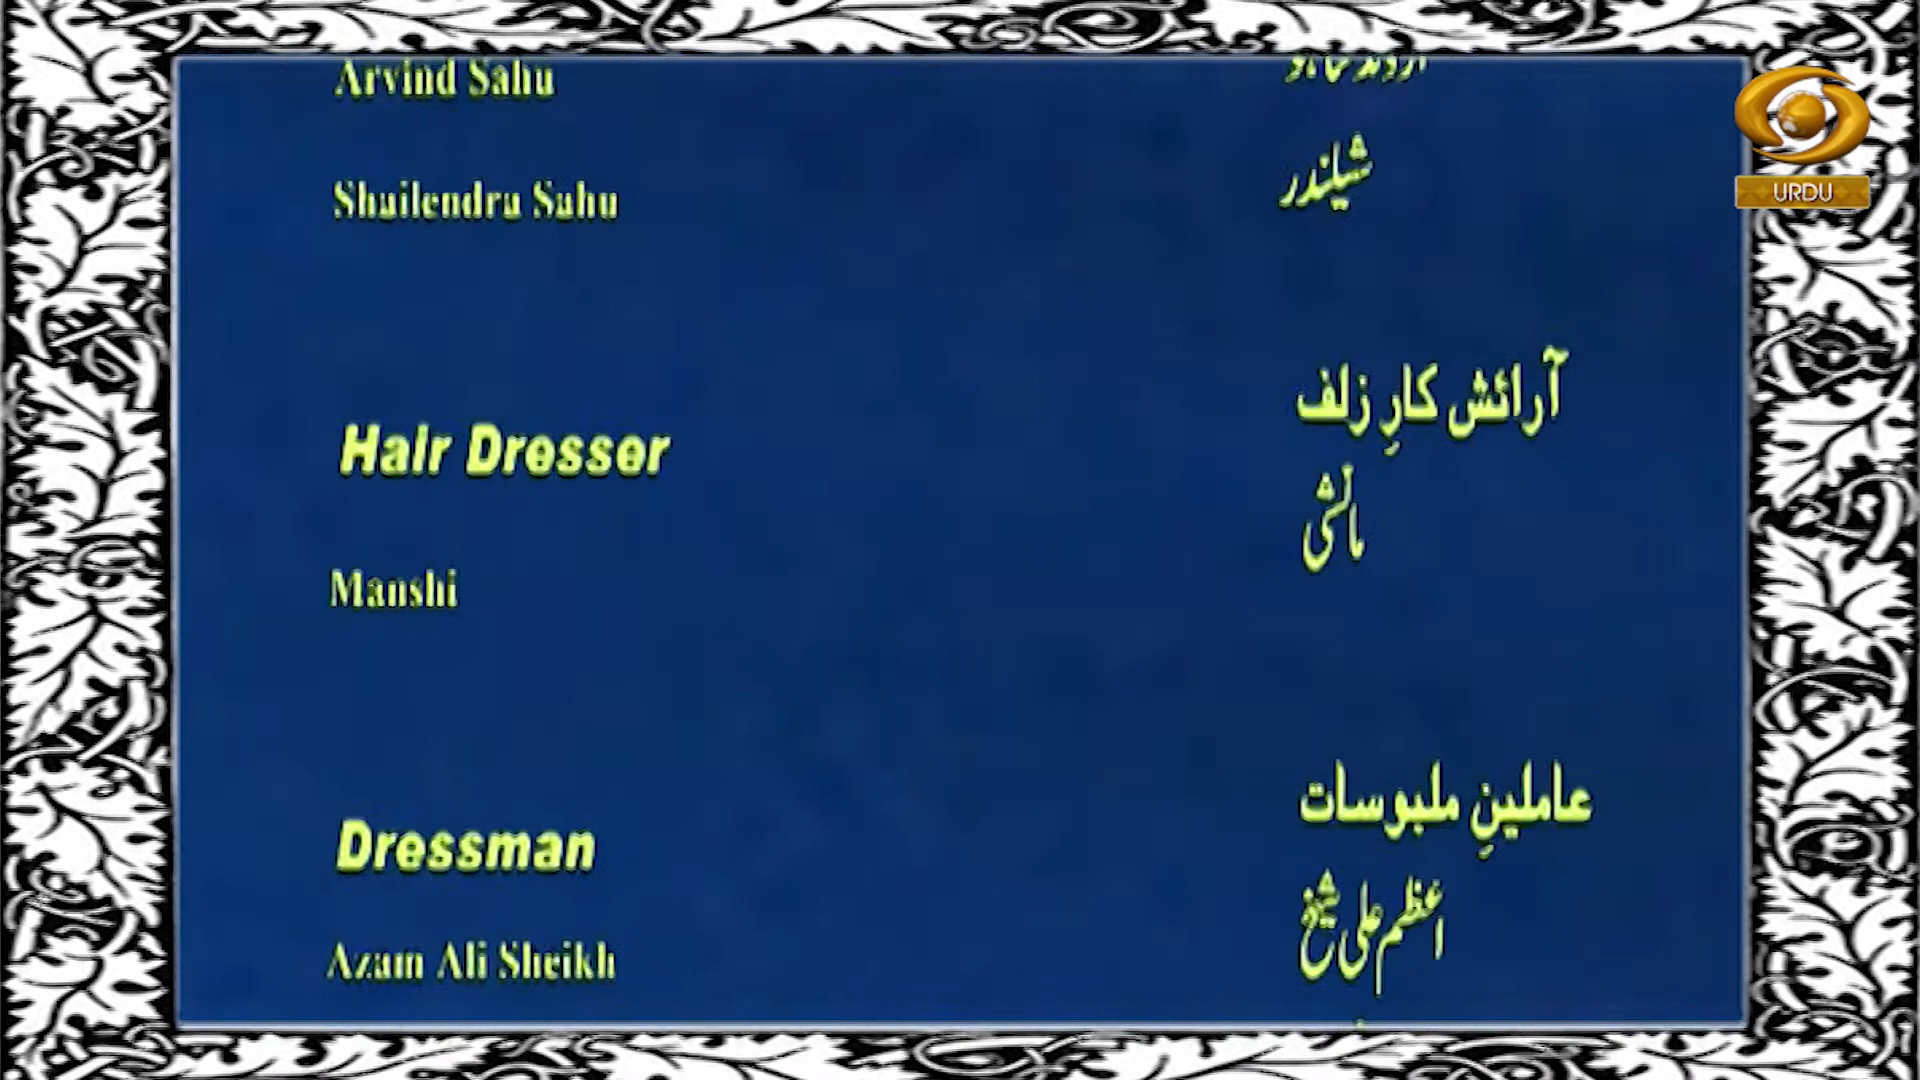 Arvind Sahu
Shailendra Sahu
شیلندر
آرائش کارِ زلف
Hair Dresser
مانشی
Manshi
عاملینِ ملبوسات
Dressman
اعظم علی شیخ
Azam Ali Sheikh
URDU